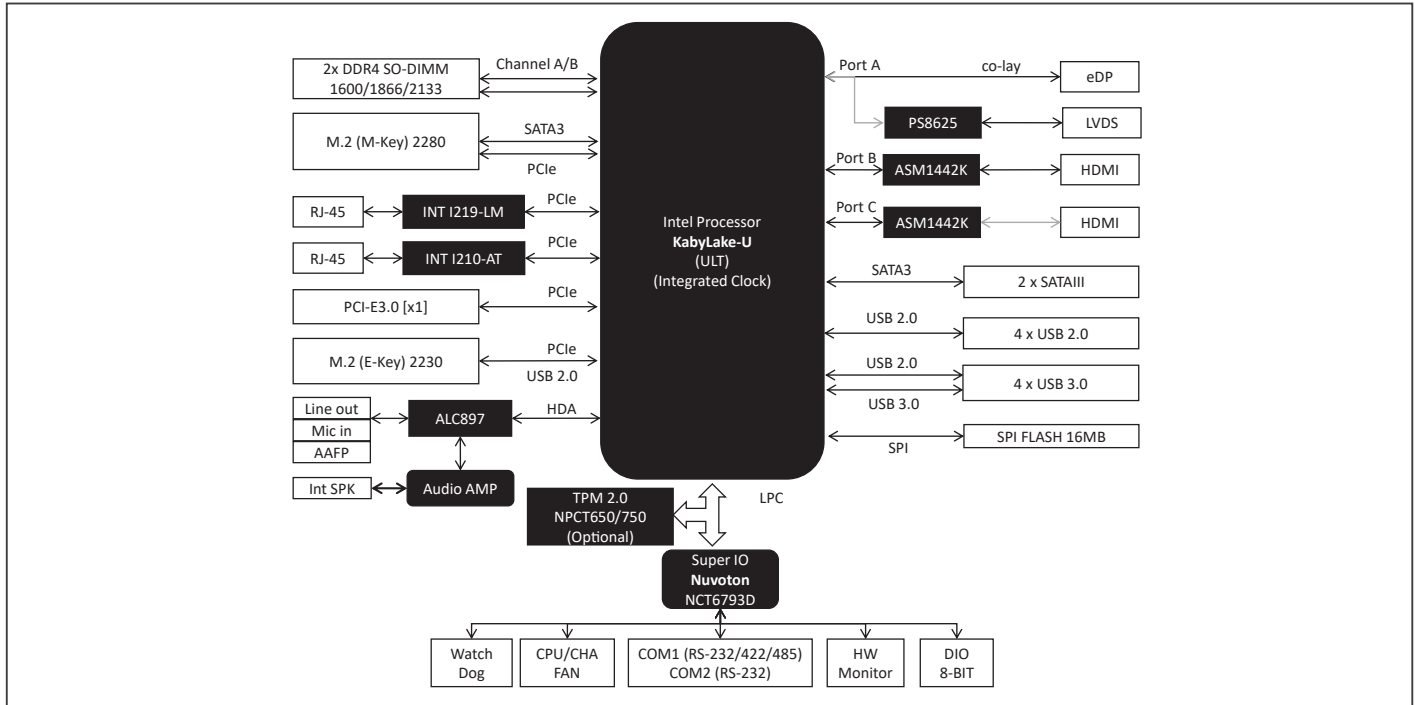 2x DDR4 SO-DIMM
1600/1866/2133
Channel A/B
M.2 (M-Key) 2280
SATA3
PCIe
RJ-45
INT I219-LM
PCIe
RJ-45
INT I210-AT
PCIe
PCI-E3.0 [x1]
PCIe
M.2 (E-Key) 2230
PCIe
USB 2.0
Line out
Mic in
AAFP
ALC897
HDA
Int SPK
Audio AMP
Intel Processor
KabyLake-U
(ULT)
(Integrated Clock)
Port A
co-lay
eDP
PS8625
LVDS
Port B
ASM1442K
HDMI
Port C
ASM1442K
HDMI
SATA3
2 x SATAIII
USB 2.0
4 x USB 2.0
USB 2.0
4 x USB 3.0
USB 3.0
SPI FLASH 16MB
SPI
TPM 2.0
NPCT650/750
(Optional)
LPC
Super IO
Nuvoton
NCT6793D
Watch
Dog
CPU/CHA
FAN
COM1 (RS-232/422/485)
COM2 (RS-232)
HW
Monitor
DIO
8-BIT